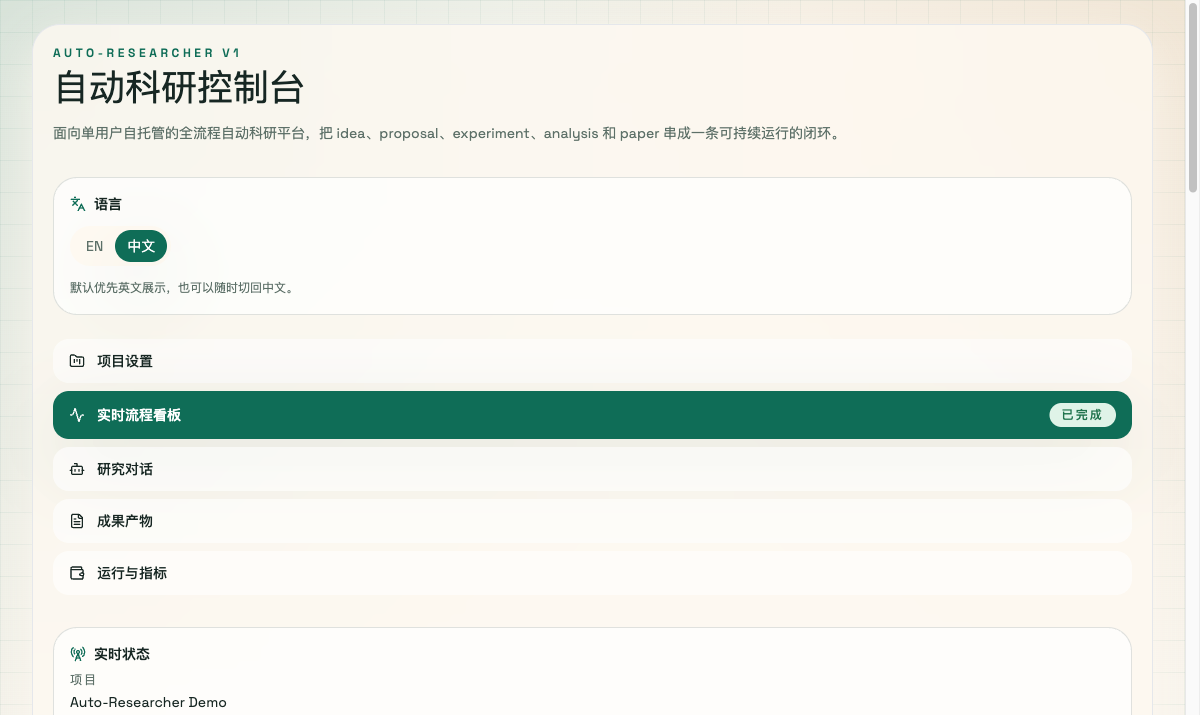 AUTO-RESEARCHER V1
自动科研控制台
面向单用户自托管的全流程自动科研平台，把 idea、proposal、experiment、analysis 和 paper 串成一条可持续运行的闭环。
语言
EN 中文
默认优先英文展示，也可以随时切回中文。
项目设置
实时流程看板 已完成
研究对话
成果产物
运行与指标
实时状态
项目
Auto-Researcher Demo